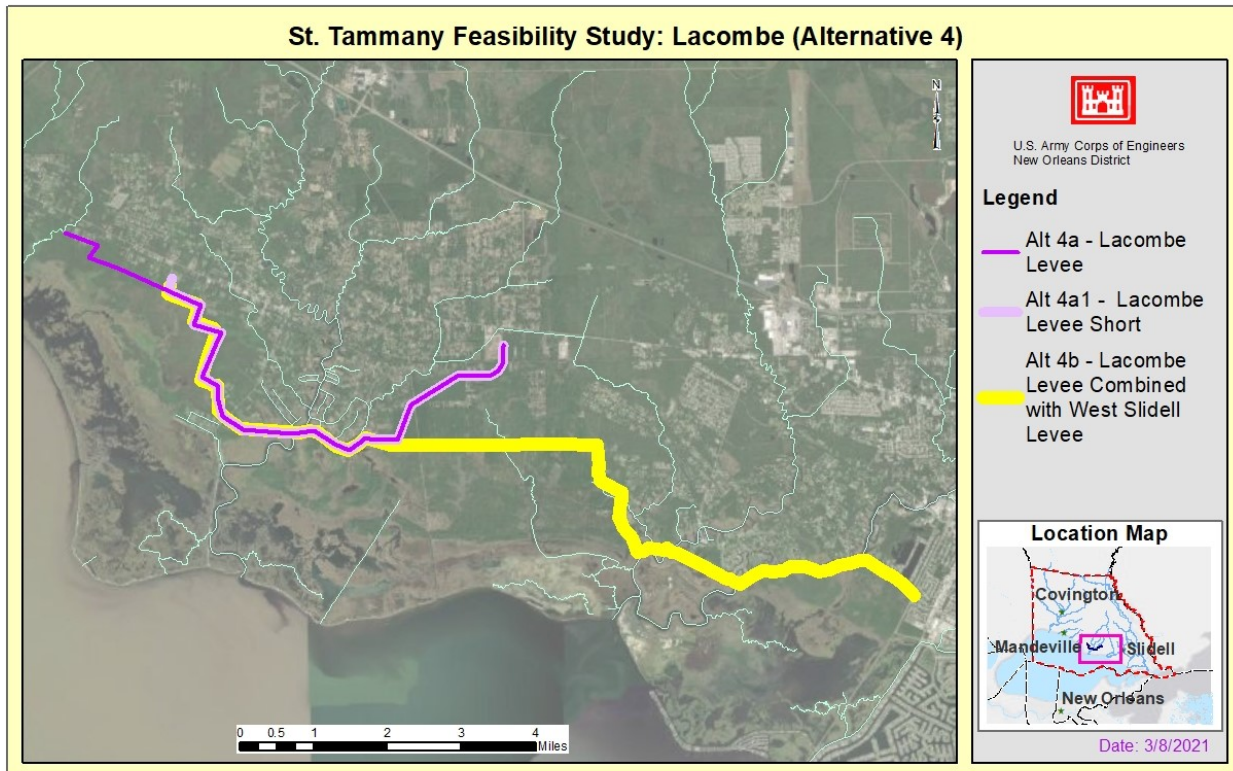 St. Tammany Feasibility Study: Lacombe (Alternative 4)
N
U.S. Army Corps of Engineers
New Orleans District
Legend
Alt 4a - Lacombe
Levee
Alt 4a1 - Lacombe
Levee Short
Alt 4b - Lacombe
Levee Combined
with West Slidell
Levee
Location Map
Covington
Mandeville
Slidell
New Orleans
0 0.5 1 2 3 4
Miles
Date: 3/8/2021